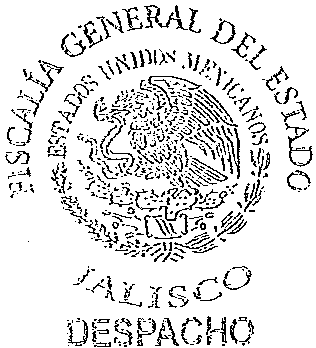 FISCALÍA GENERAL DEL ESTADO
ESTADOS UNIDOS MEXICANOS
JALISCO
DESPACHO